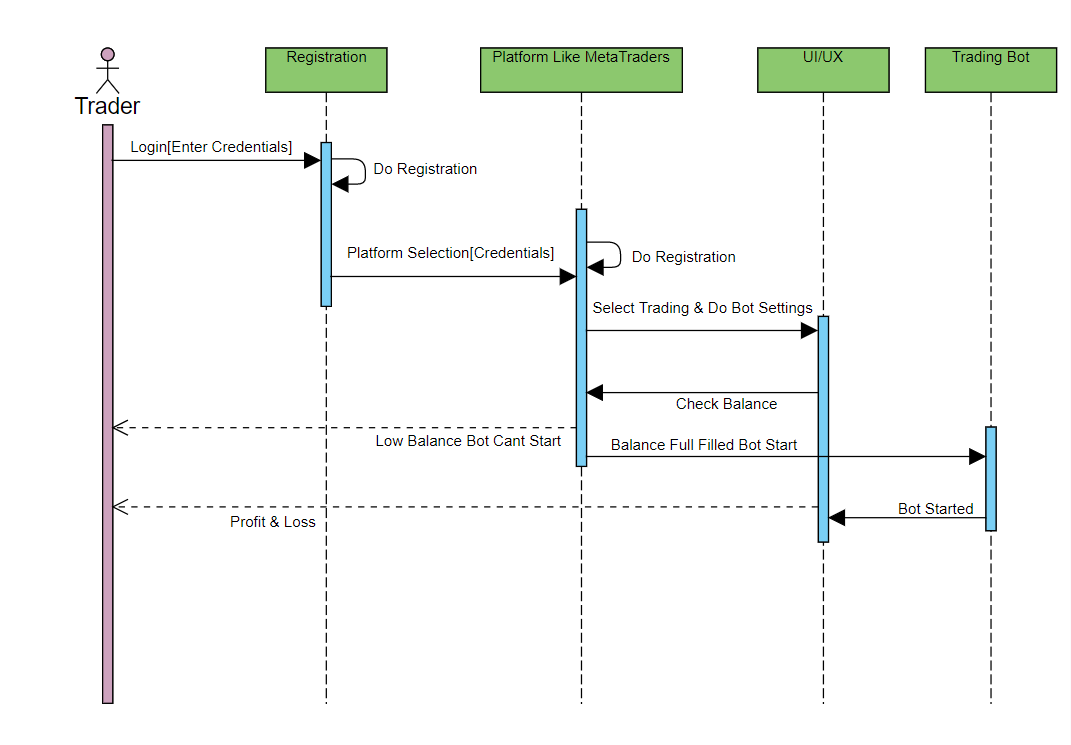 Registration
Platform Like MetaTraders
UI/UX
Trading Bot
Trader
Login[Enter Credentials]
Do Registration
Platform Selection[Credentials]
Do Registration
Select Trading & Do Bot Settings
Check Balance
Low Balance Bot Cant Start
Balance Full Filled Bot Start
Bot Started
Profit & Loss